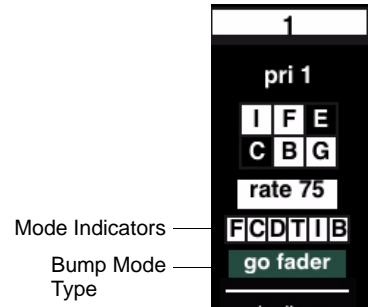 1
pri 1
I F E
C B G
rate 75
Mode Indicators
F C D T I B
Bump Mode
Type
go fader